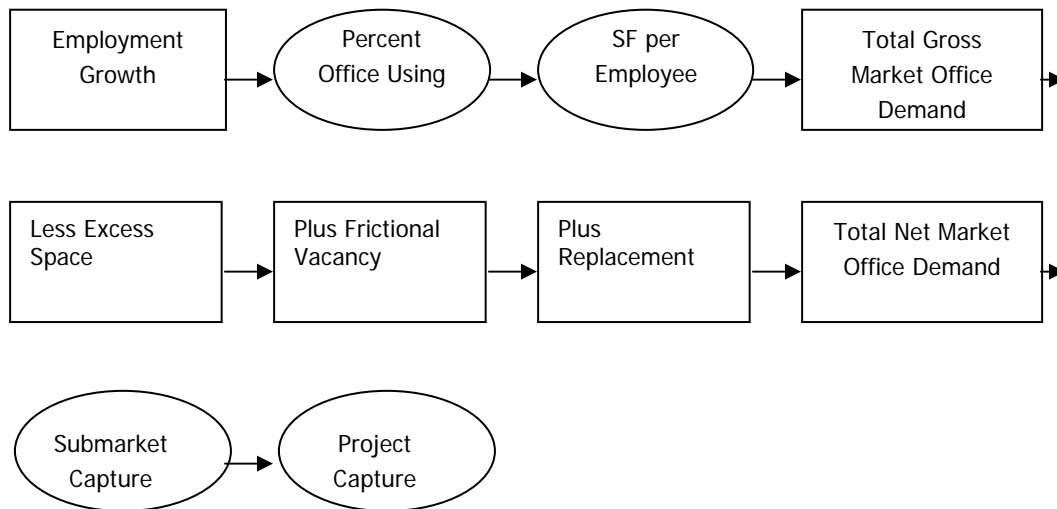 Employment
Growth
Percent
Office Using
SF per
Employee
Total Gross
Market Office
Demand
Less Excess
Space
Plus Frictional
Vacancy
Plus
Replacement
Total Net Market
Office Demand
Submarket
Capture
Project
Capture